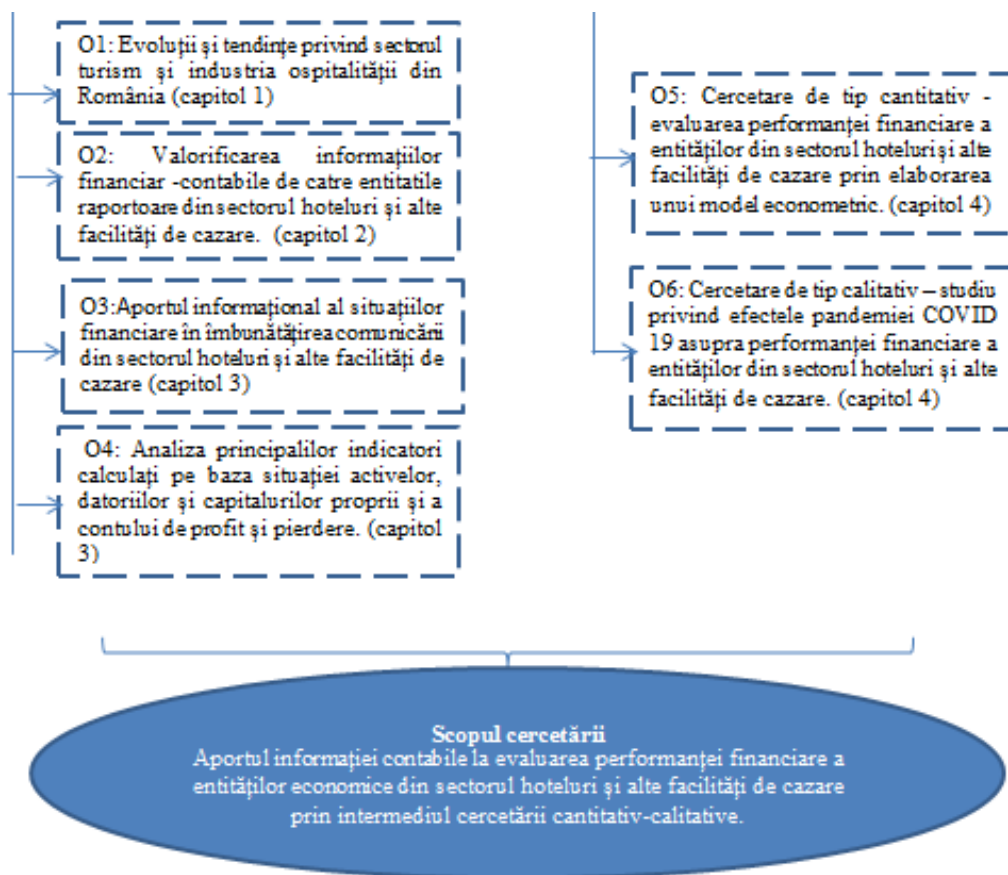 O1: Evoluții și tendințe privind sectorul
turism și industria ospitalității din
România (capitol 1)
O2: Valorificarea informațiilor
financiar -contabile de catre entitatile
raportoare din sectorul hoteluri și alte
facilități de cazare. (capitol 2)
O3:Aportul informațional al situațiilor
financiare în îmbunătățirea comunicării
din sectorul hoteluri și alte facilități de
cazare (capitol 3)
O4: Analiza principalilor indicatori
calculați pe baza situației activelor,
datoriilor și capitalurilor proprii și a
contului de profit și pierdere. (capitol
3)
O5: Cercetare de tip cantitativ -
evaluarea performanței financiare a
entităților din sectorul hoteluri și alte
facilități de cazare prin elaborarea
unui model econometric. (capitol 4)
O6: Cercetare de tip calitativ – studiu
privind efectele pandemiei COVID
19 asupra performanței financiare a
entităților din sectorul hoteluri și alte
facilități de cazare. (capitol 4)
Scopul cercetării
Aportul informației contabile la evaluarea performanței financiare a
entităților economice din sectorul hoteluri și alte facilități de cazare
prin intermediul cercetării cantitativ-calitative.